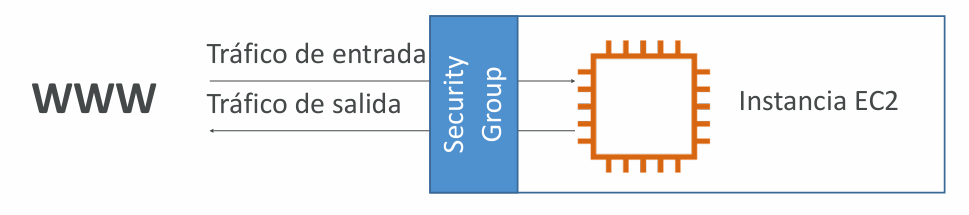 Tráfico de entrada
WWW
Tráfico de salida
Security
Group
Instancia EC2